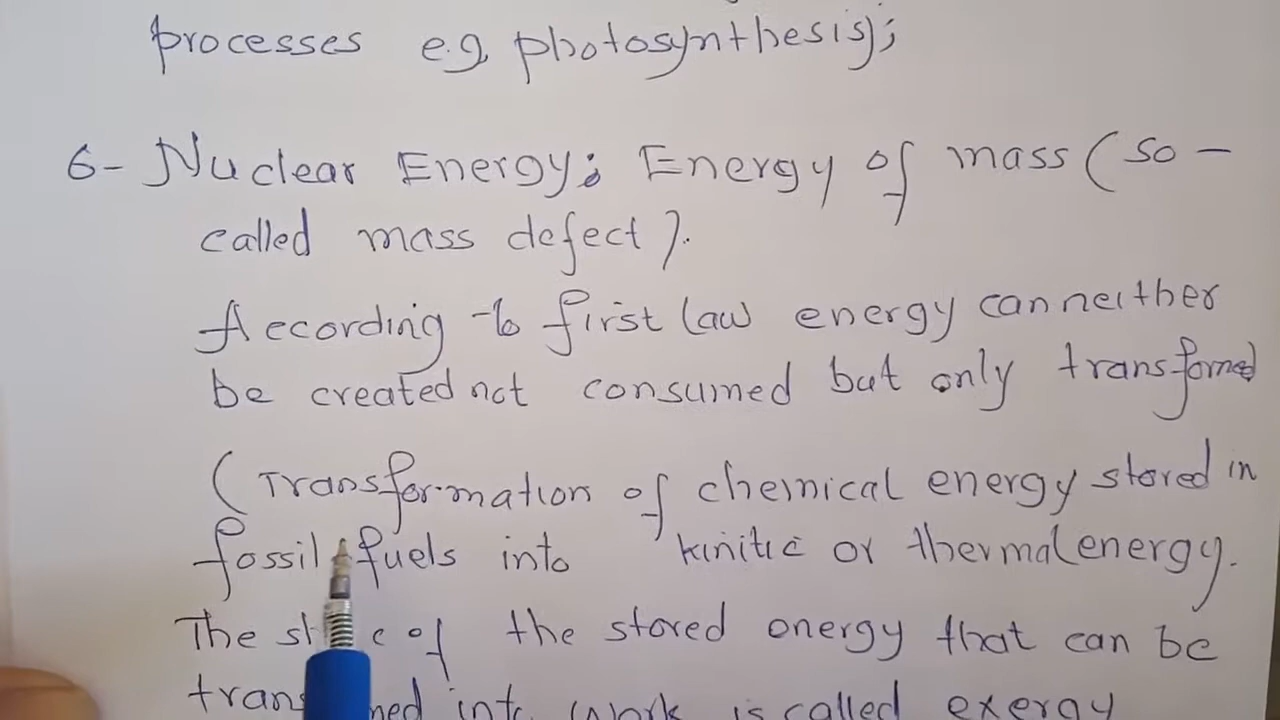 processes e.g photosynthesis);
6- Nuclear Energy; Energy of mass (so-
called mass defect).
According to first law energy can neither
be created not consumed but only transformed
(Transformation of chemical energy stored in
fossil fuels into kinitic or thermal energy.
The of the stored energy that can be
into work is called exergy